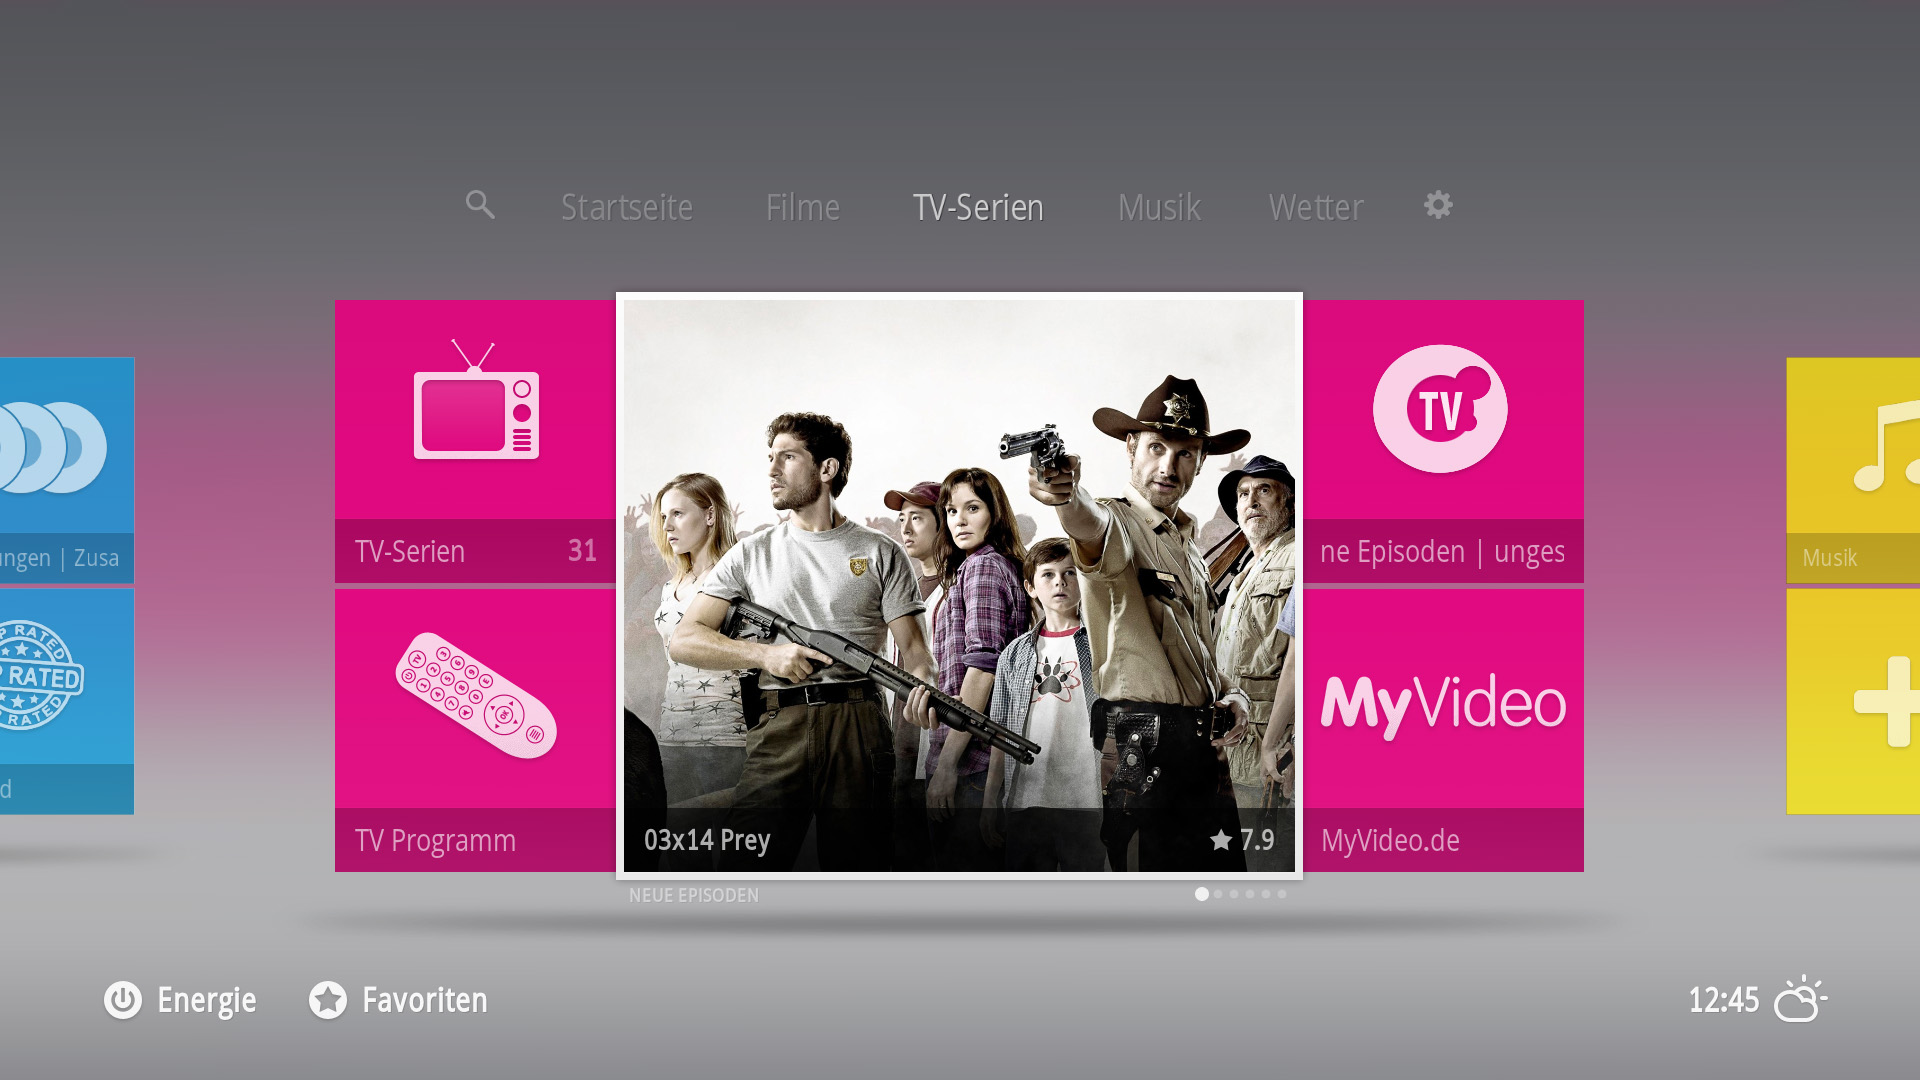 Startseite Filme TV-Serien Musik Wetter
TV
ungen | Zusa
TV-Serien 31
ne Episoden | unges
Musik
P RATED
P RATED
RATED
MyVideo
d
TV Programm
03x14 Prey 7.9
MyVideo.de
NEUE EPISODEN
Energie Favoriten 12:45